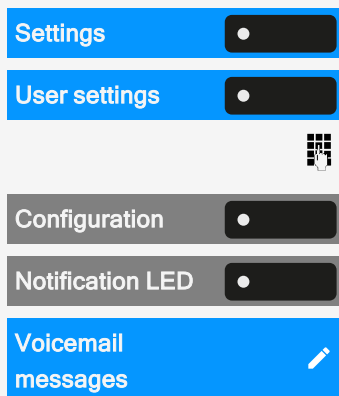 Settings
User settings
Configuration
Notification LED
Voicemail
messages